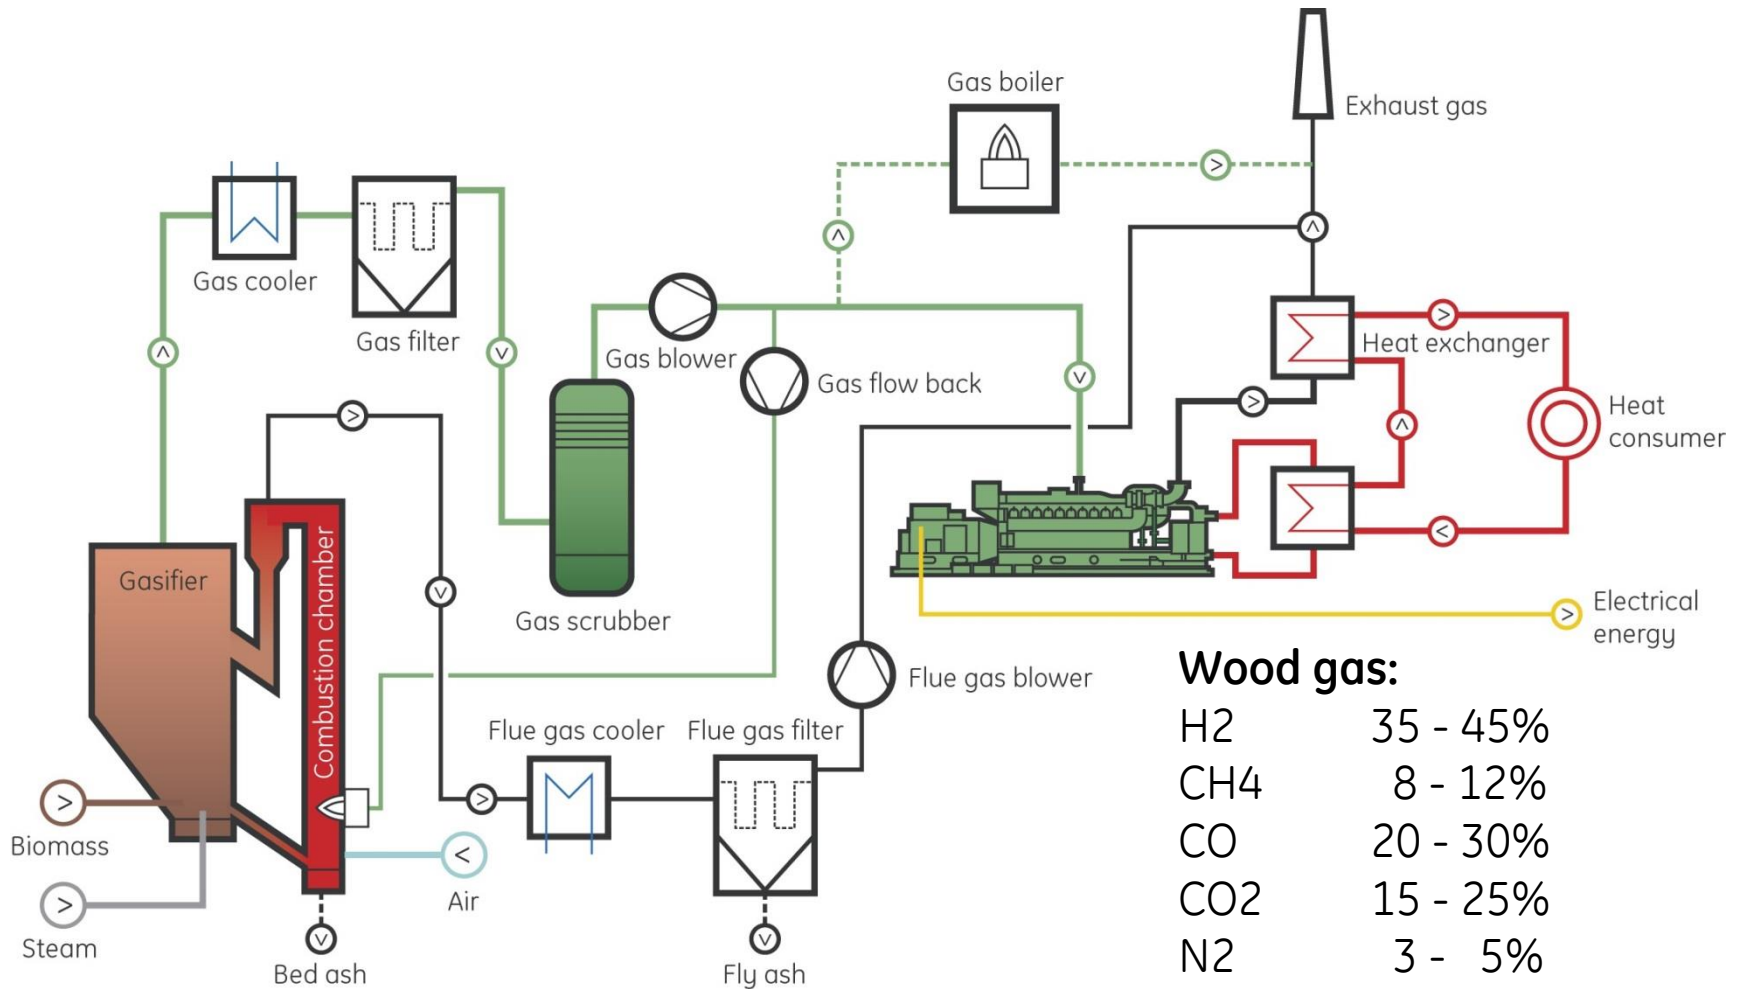 Gas boiler
Exhaust gas
Gas cooler
Gas filter
Gas blower
Heat exchanger
Gas flow back
Heat
consumer
Gasifier
Combustion chamber
Gas scrubber
Electrical
energy
Flue gas blower
Wood gas:
H2 35 - 45%
CH4 8 - 12%
CO 20 - 30%
CO2 15 - 25%
N2 3 - 5%
Flue gas cooler
Flue gas filter
Biomass
Air
Steam
Bed ash
Fly ash